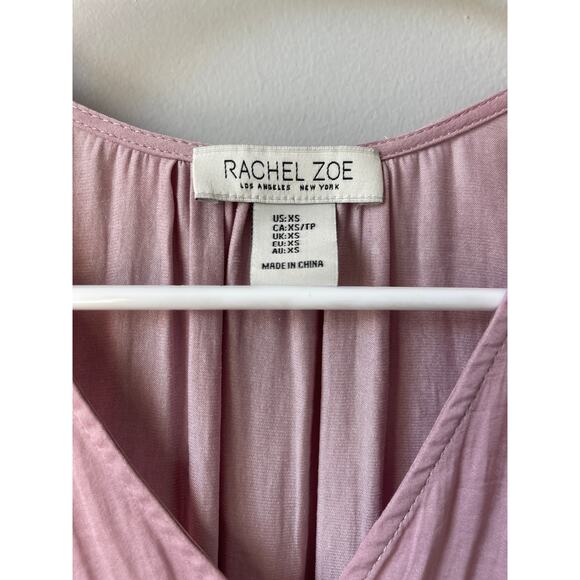 RACHEL ZOE
LOS ANGELES NEW YORK
US:XS
CA:XS/TP
UK:XS
EU:XS
AU:XS
MADE IN CHINA